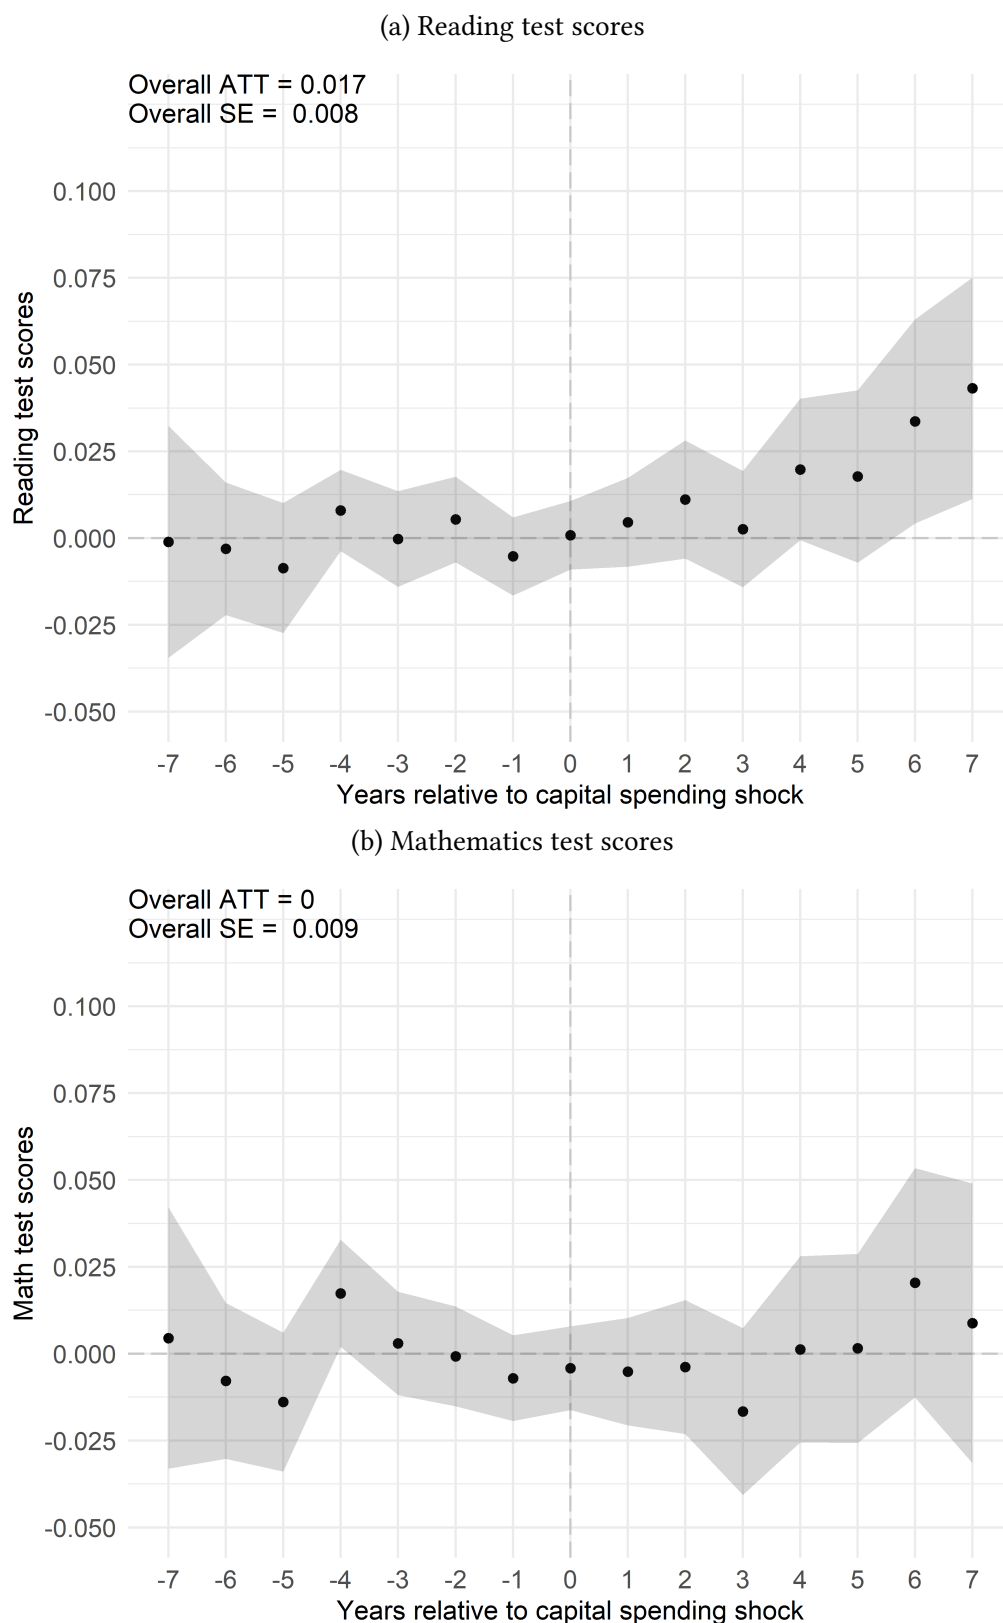 (a) Reading test scores
Overall ATT = 0.017
Overall SE =  0.008
0.100
0.075
0.050
0.025
0.000
-0.025
-0.050
Reading test scores
-7 -6 -5 -4 -3 -2 -1 0 1 2 3 4 5 6 7
Years relative to capital spending shock
(b) Mathematics test scores
Overall ATT = 0
Overall SE =  0.009
0.100
0.075
0.050
0.025
0.000
-0.025
-0.050
Math test scores
-7 -6 -5 -4 -3 -2 -1 0 1 2 3 4 5 6 7
Years relative to capital spending shock